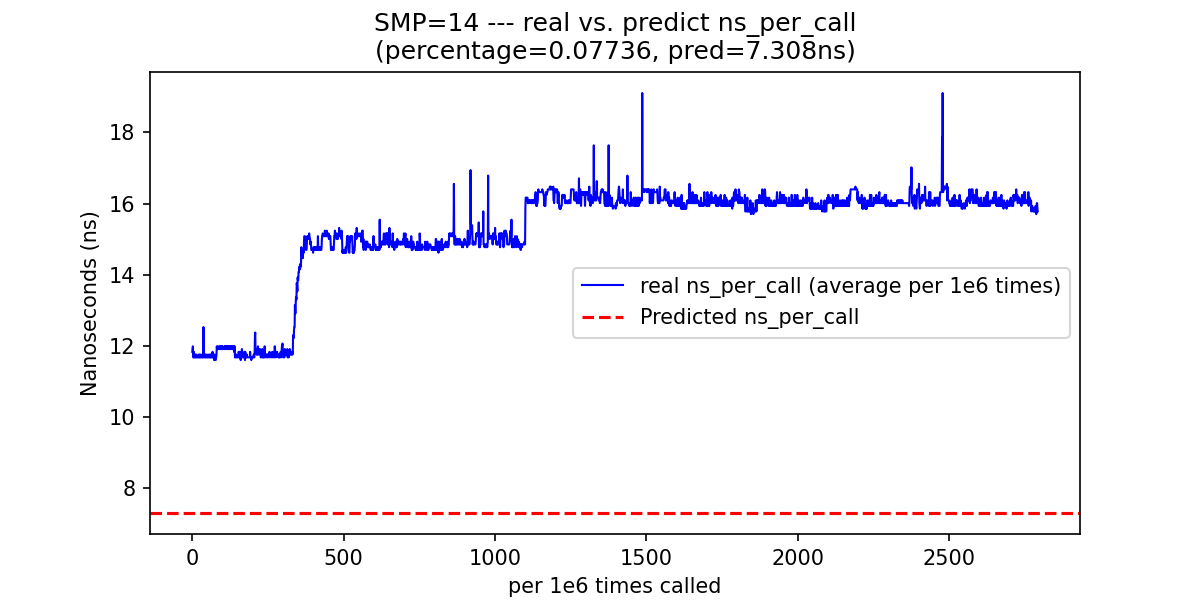 SMP=14 --- real vs. predict ns_per_call
(percentage=0.07736, pred=7.308ns)
18
16
14
12
10
8
Nanoseconds (ns)
real ns_per_call (average per 1e6 times)
Predicted ns_per_call
0 500 1000 1500 2000 2500
per 1e6 times called